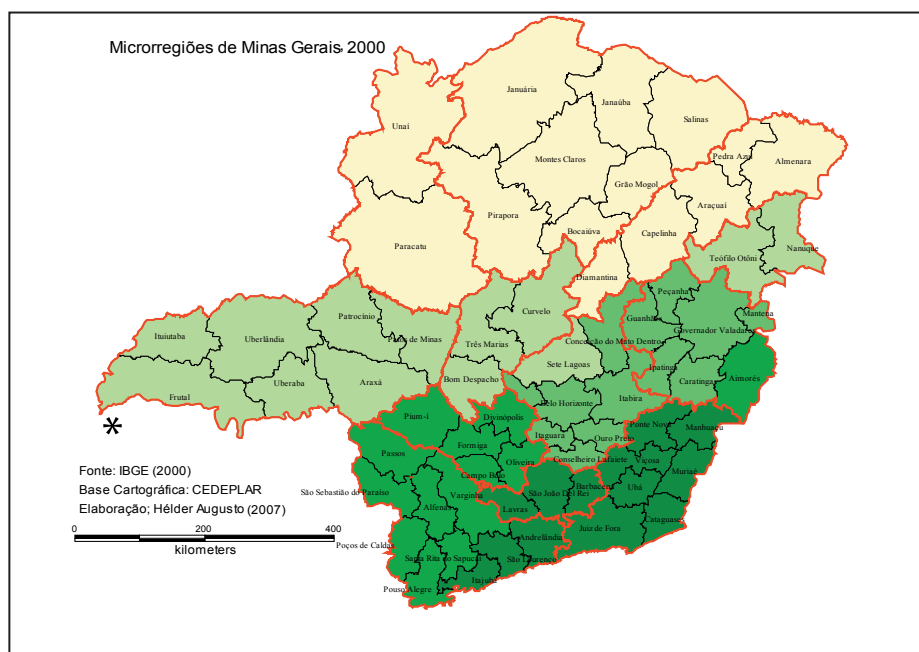 Microrregiões de Minas Gerais, 2000
Januária
Janaúba
Salinas
Unaí
Montes Claros
Pedra Azul
Almenara
Grão Mogol
Araçuaí
Pirapora
Bocaiúva
Capelinha
Paracatu
Teófilo Otôni
Nanuque
Diamantina
Peçanha
Curvelo
Guanhães
Mantena
Patrocínio
Governador Valadares
Ituiutaba
Uberlândia
Patos de Minas
Três Marias
Conceição do Mato Dentro
Sete Lagoas
Ipatinga
Uberaba
Araxá
Bom Despacho
Caratinga
Aimorés
Frutal
Belo Horizonte
Itabira
*
Pium-I
Divinópolis
Ponte Nova
Manhuaçu
Itaguara
Ouro Preto
Formiga
Passos
Oliveira
Conselheiro Lafaiete
Viçosa
Muriaé
Campo Belo
São Sebastião do Paraíso
Varginha
São João Del Rei
Barbacena
Ubá
Alfenas
Lavras
Cataguases
Juiz de Fora
Andrelândia
Poços de Caldas
Santa Rita do Sapucaí
São Lourenço
Itajubá
Pouso Alegre
Fonte: IBGE (2000)
Base Cartográfica: CEDEPLAR
Elaboração; Hélder Augusto (2007)
0 200 400
kilometers